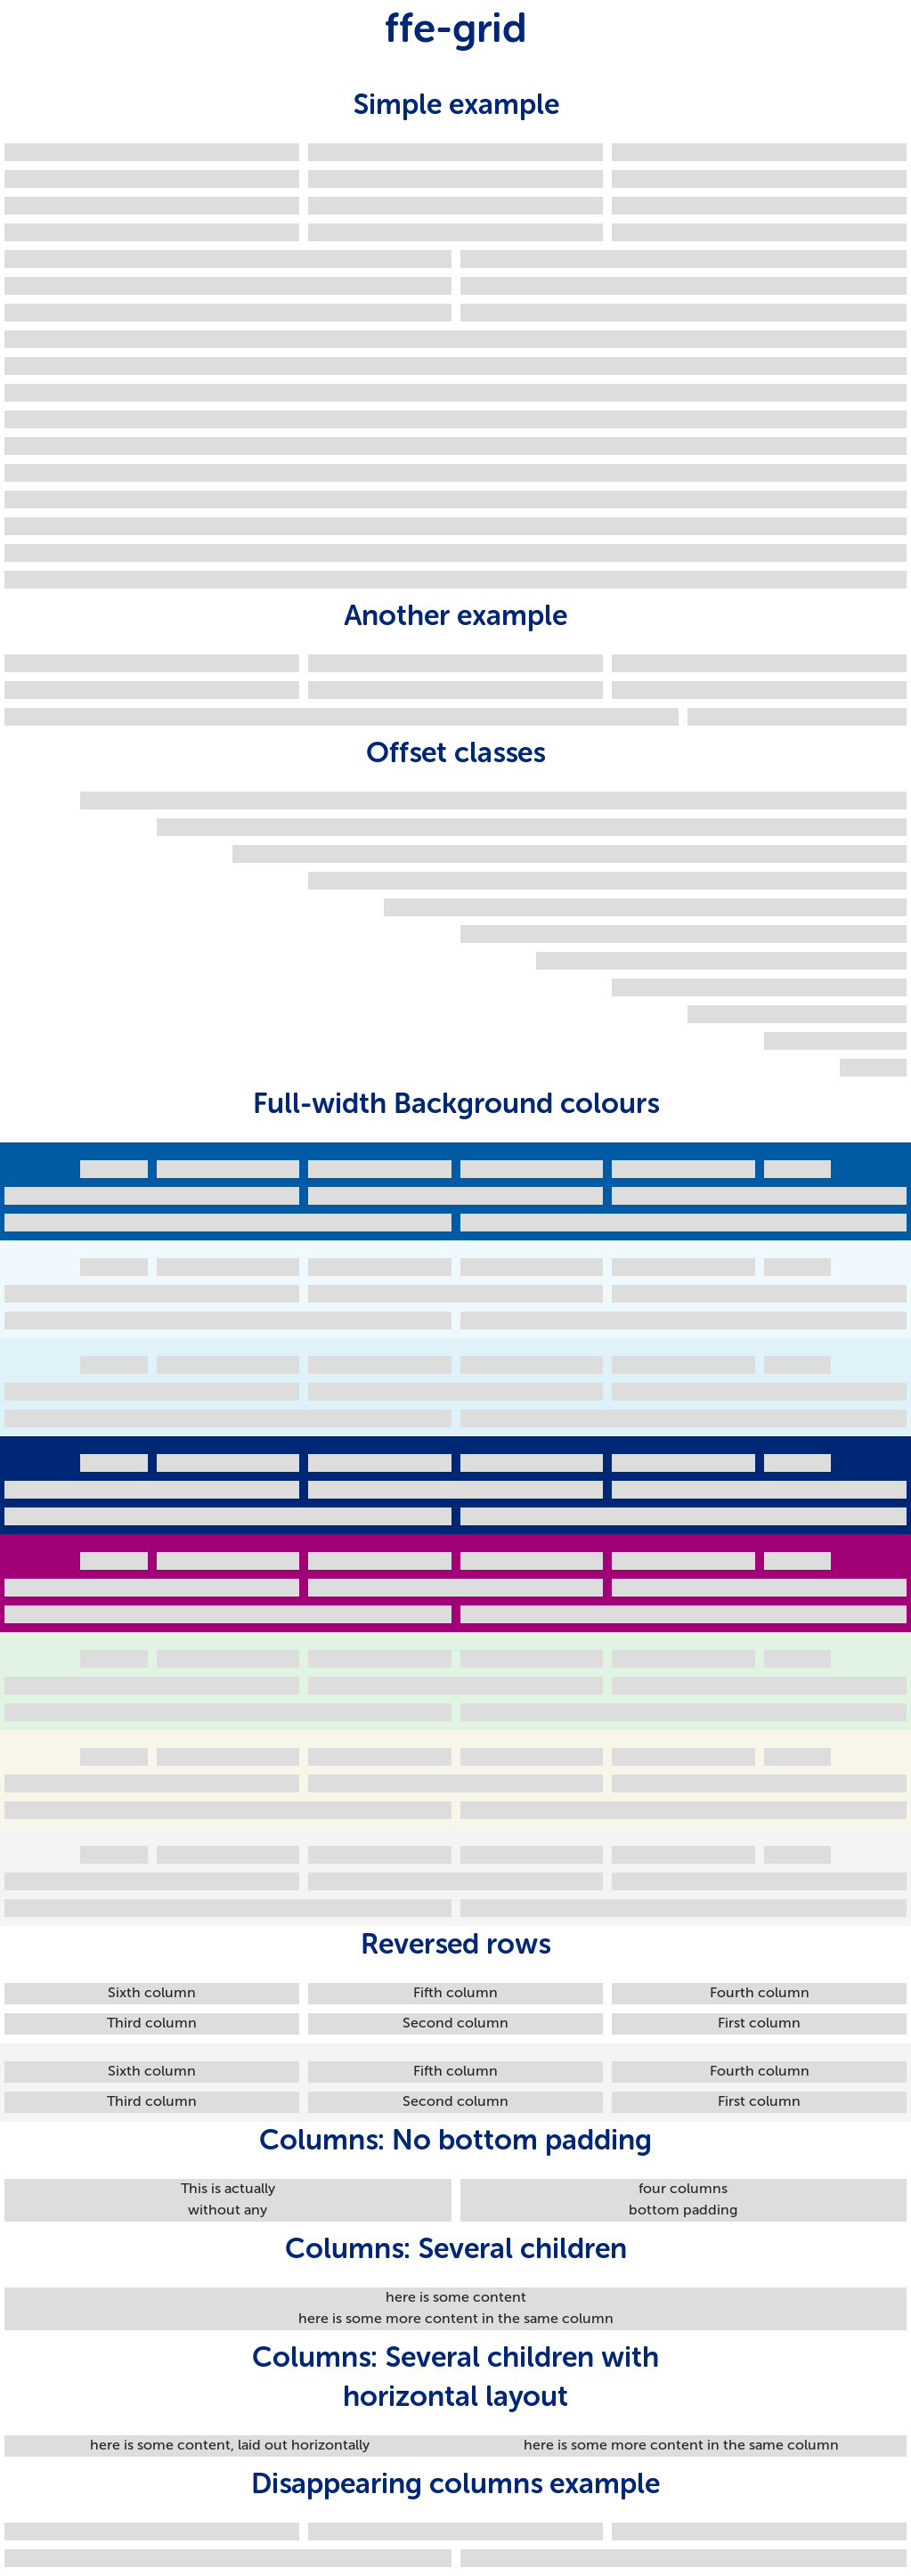 ffe-grid
Simple example
Another example
Offset classes
Full-width Background colours
Reversed rows
Sixth column Fifth column Fourth column
Third column Second column First column
Sixth column Fifth column Fourth column
Third column Second column First column
Columns: No bottom padding
This is actually four columns
without any bottom padding
Columns: Several children
here is some content
here is some more content in the same column
Columns: Several children with
horizontal layout
here is some content, laid out horizontally here is some more content in the same column
Disappearing columns example